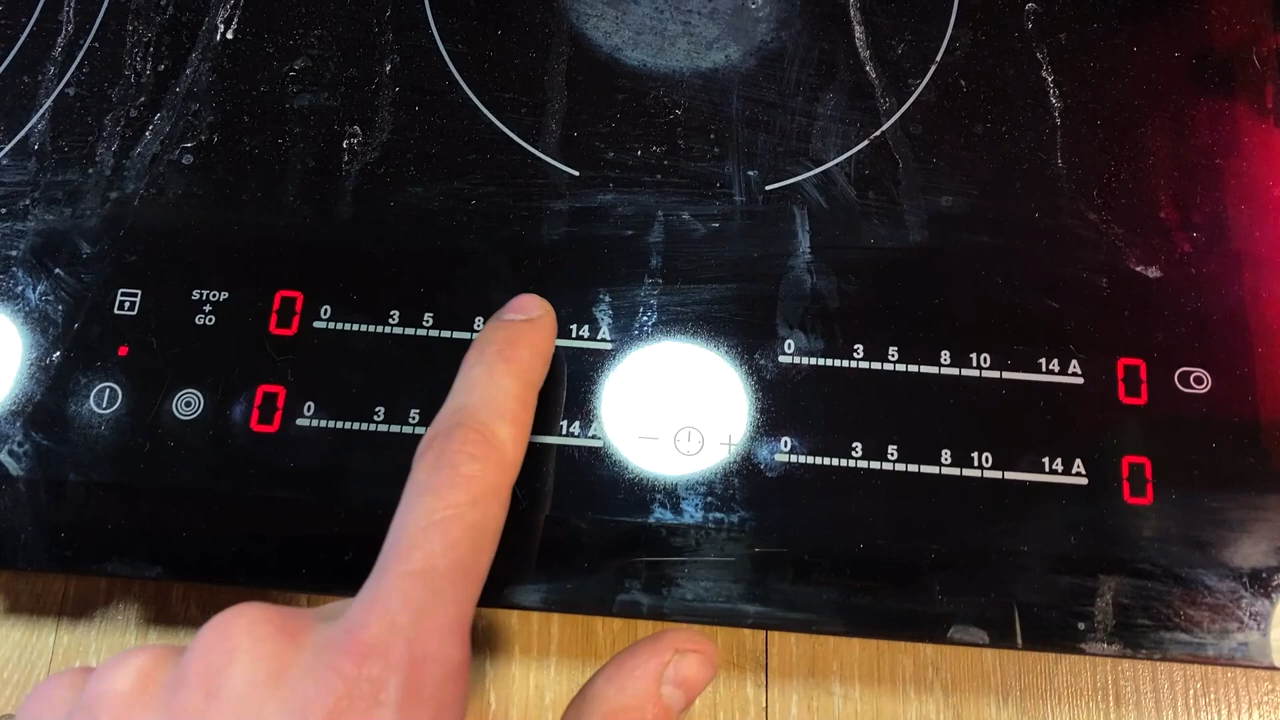 STOP
+
GO
0
0 3 5 8 14 A
0 3 5 8 10 14 A
0
0
0 3 5 14 A
− +
0 3 5 8 10 14 A
0